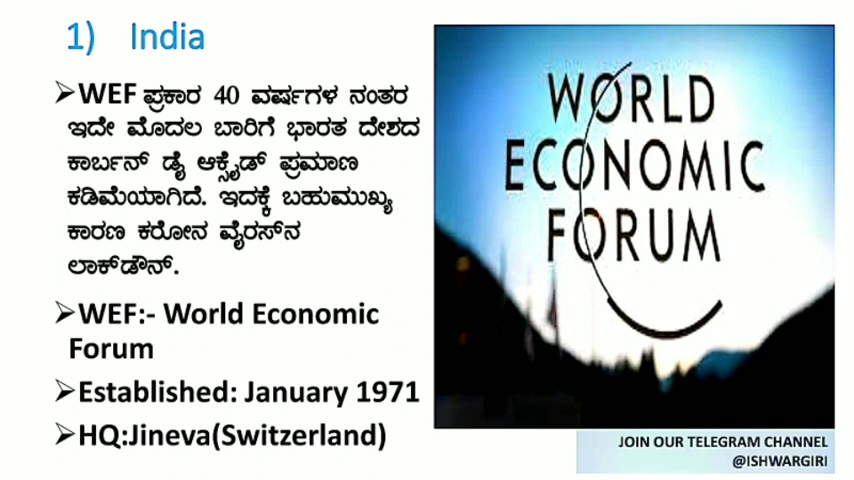 1) India
➢WEF ಪ್ರಕಾರ 40 ವರ್ಷಗಳ ನಂತರ
ಇದೇ ಮೊದಲ ಬಾರಿಗೆ ಭಾರತ ದೇಶದ
ಕಾರ್ಬನ್ ಡೈ ಆಕ್ಸೈಡ್ ಪ್ರಮಾಣ
ಕಡಿಮೆಯಾಗಿದೆ. ಇದಕ್ಕೆ ಬಹುಮುಖ್ಯ
ಕಾರಣ ಕರೋನ ವೈರಸ್‌ನ
ಲಾಕ್‌ಡೌನ್.
➢WEF:- World Economic
Forum
➢Established: January 1971
➢HQ:Jineva(Switzerland)
WORLD
ECONOMIC
FORUM
JOIN OUR TELEGRAM CHANNEL
@ISHWARGIRI